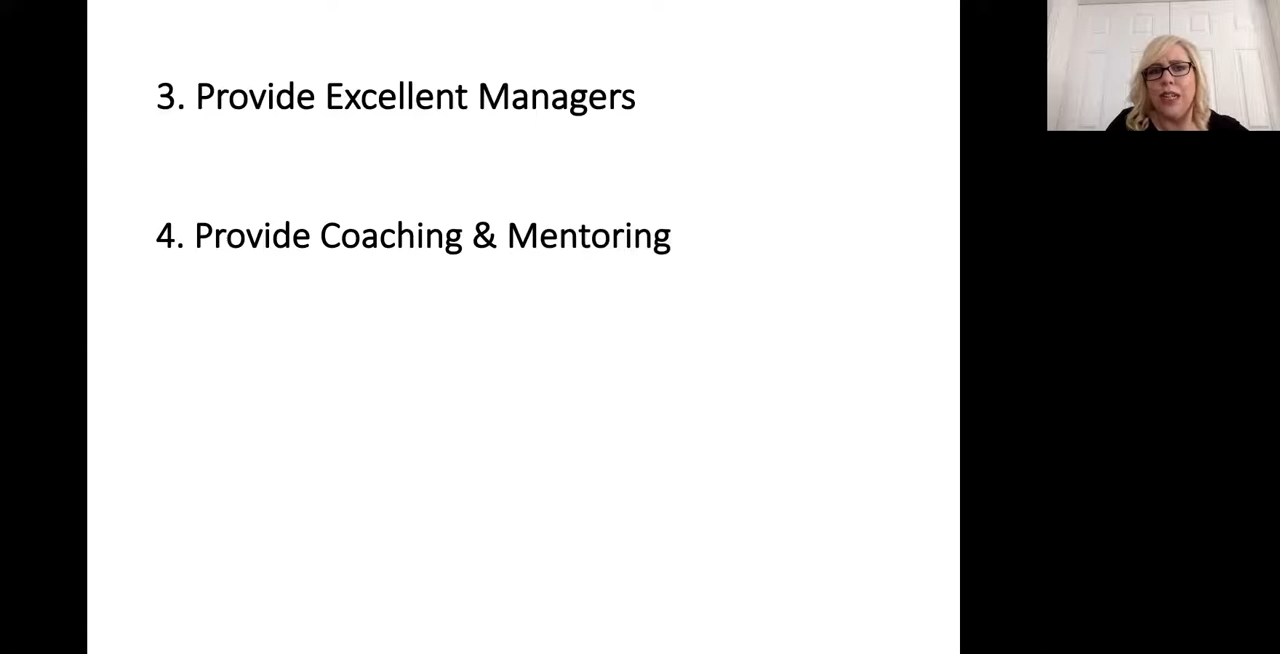 3. Provide Excellent Managers
4. Provide Coaching & Mentoring